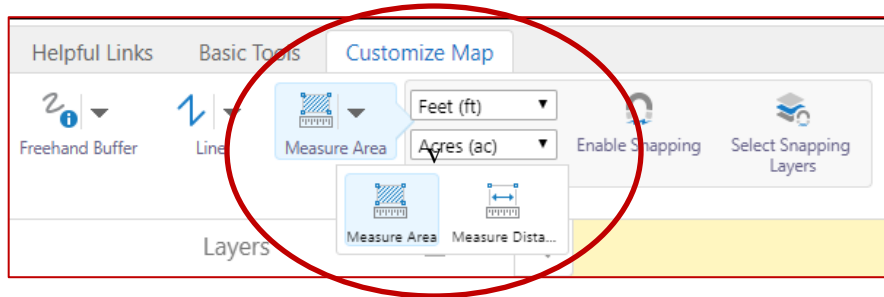 Helpful Links Basic Tools Customize Map
Feet (ft)
Acres (ac)
v
Freehand Buffer Line Measure Area Enable Snapping Select Snapping
Layers
Measure Area Measure Dista...
Layers